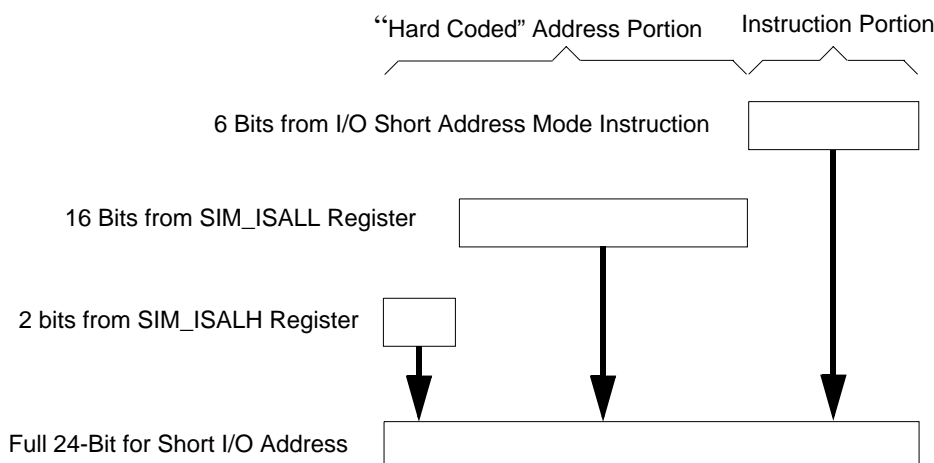 “Hard Coded” Address Portion
Instruction Portion
6 Bits from I/O Short Address Mode Instruction
16 Bits from SIM_ISALL Register
2 bits from SIM_ISALH Register
Full 24-Bit for Short I/O Address